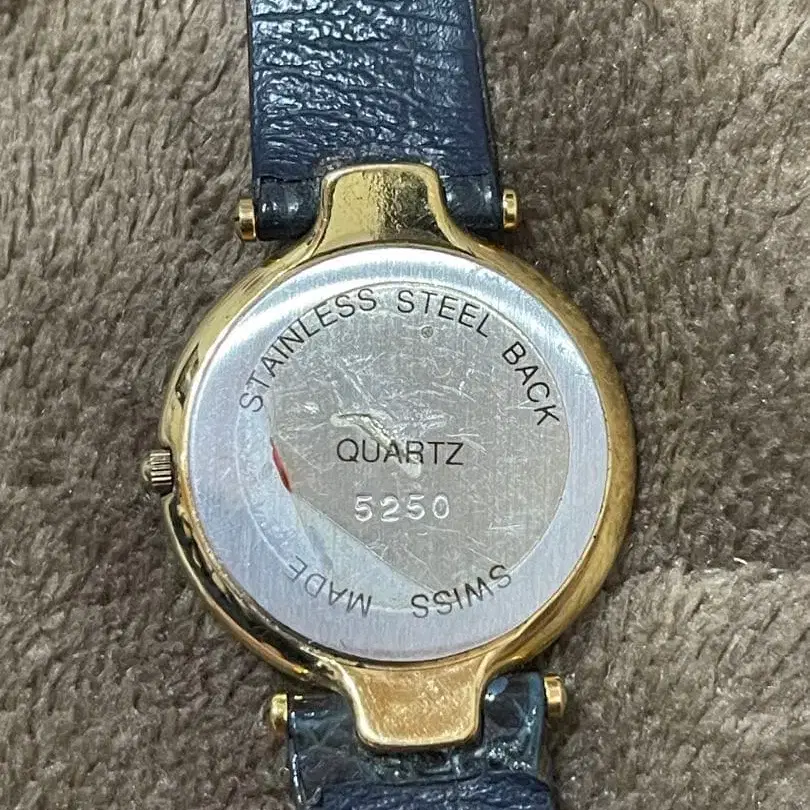 STAINLESS STEEL BACK
QUARTZ
5250
SWISS MADE